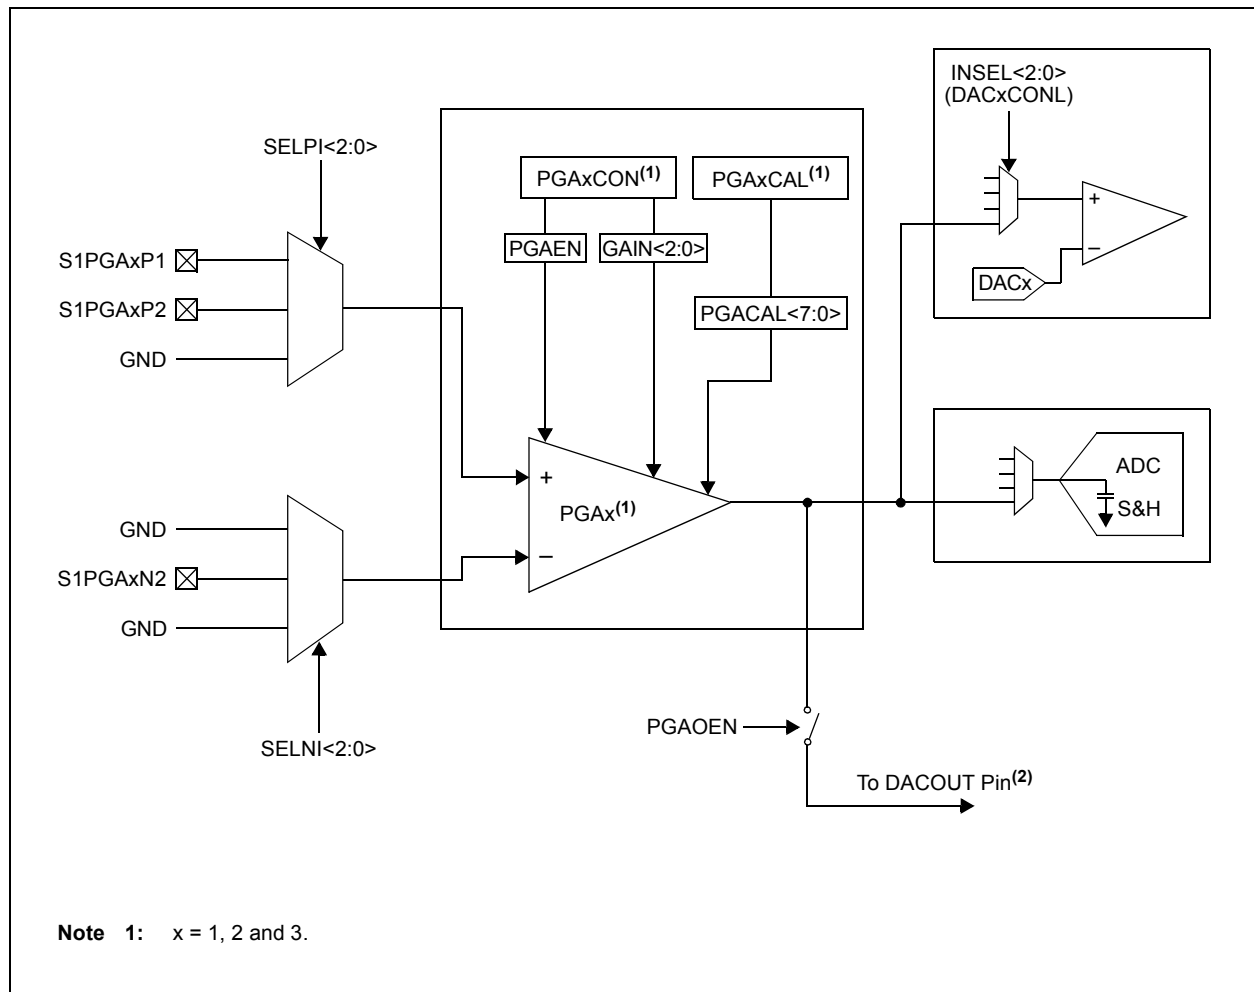 INSEL<2:0>
(DACxCONL)
SELPI<2:0>
PGAxCON(1)
PGAxCAL(1)
+
PGAEN
GAIN<2:0>
−
S1PGAxP1
DACx
S1PGAxP2
PGACAL<7:0>
GND
ADC
+
S&H
PGAx(1)
GND
−
S1PGAxN2
GND
PGAOEN
SELNI<2:0>
To DACOUT Pin(2)
Note 1: x = 1, 2 and 3.